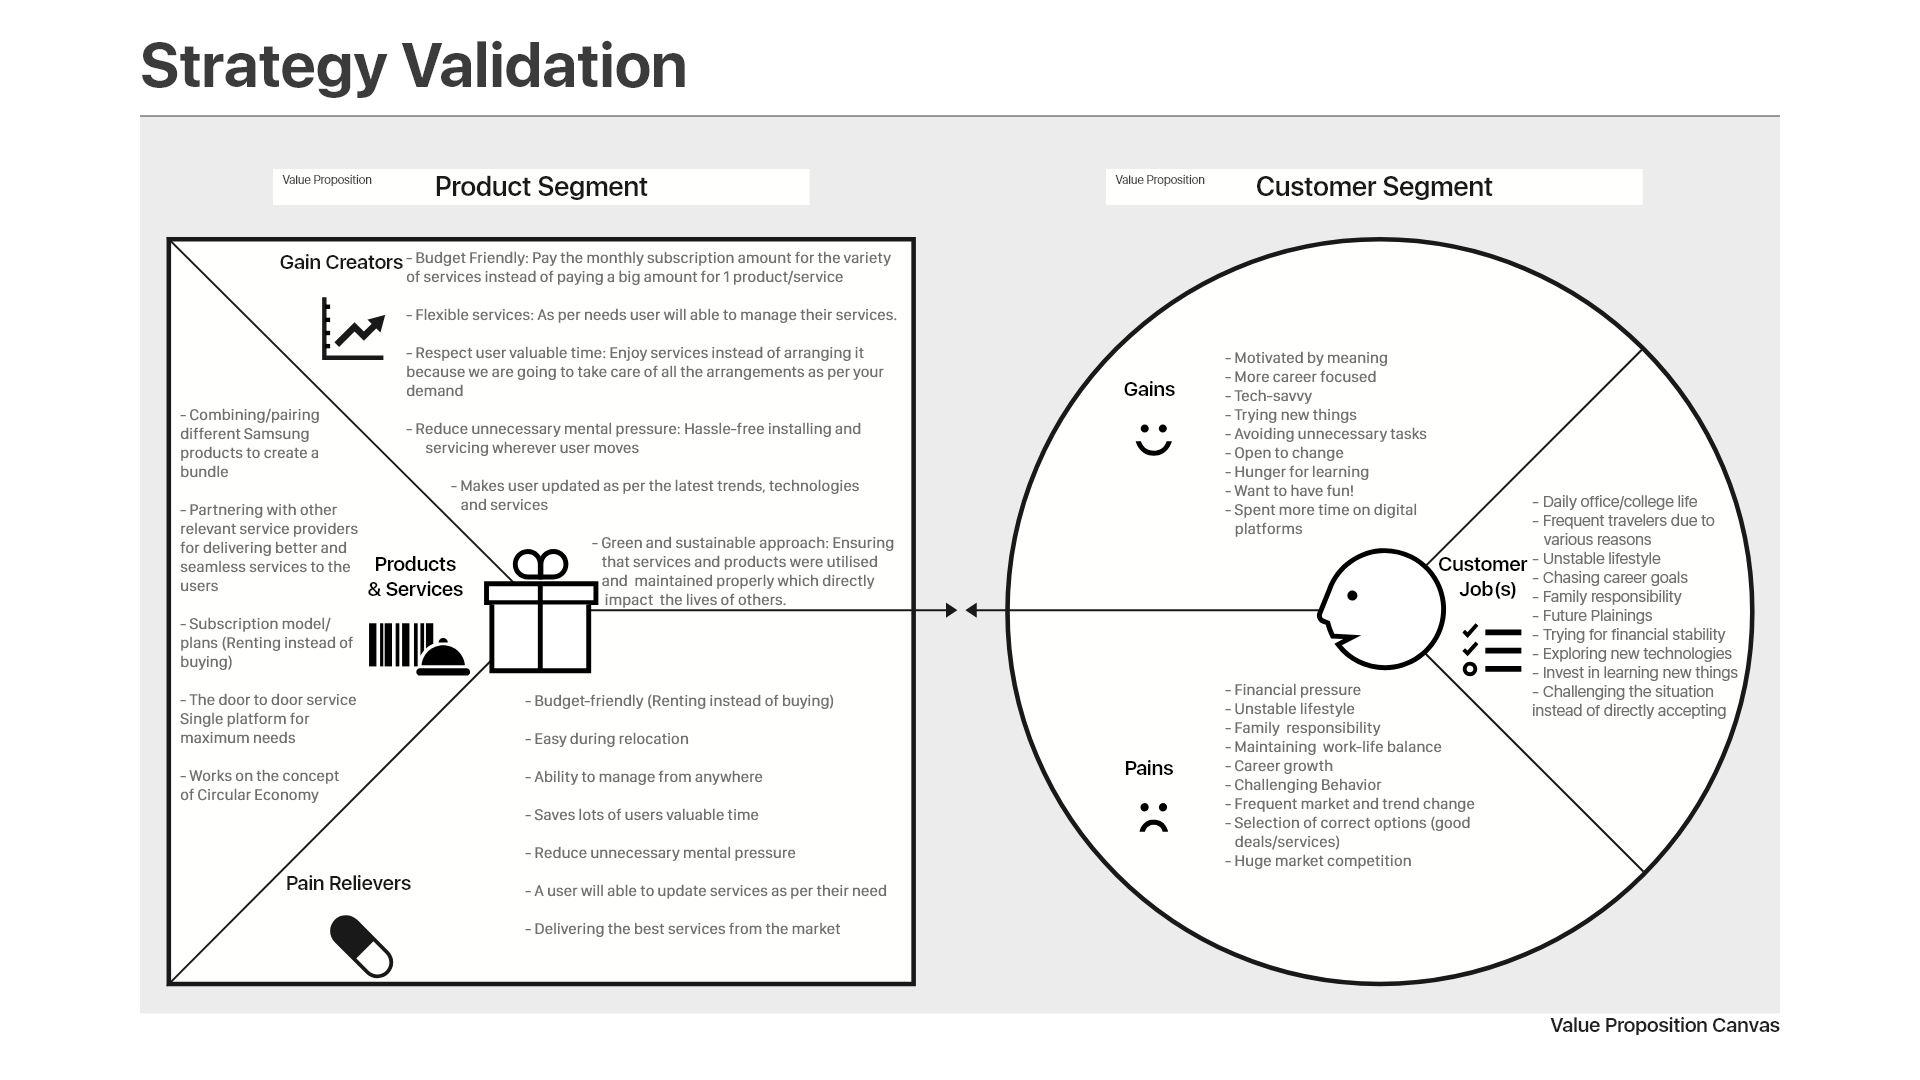 Strategy Validation
Value Proposition
Product Segment
Value Proposition
Customer Segment
Gain Creators
- Budget Friendly: Pay the monthly subscription amount for the variety
of services instead of paying a big amount for 1 product/service
- Flexible services: As per needs user will able to manage their services.
- Respect user valuable time: Enjoy services instead of arranging it
because we are going to take care of all the arrangements as per your
demand
- Reduce unnecessary mental pressure: Hassle-free installing and
servicing wherever user moves
- Makes user updated as per the latest trends, technologies
and services
- Green and sustainable approach: Ensuring
that services and products were utilised
and maintained properly which directly
impact the lives of others.
- Combining/pairing
different Samsung
products to create a
bundle
- Partnering with other
relevant service providers
for delivering better and
seamless services to the
users
- Subscription model/
plans (Renting instead of
buying)
- The door to door service
Single platform for
maximum needs
- Works on the concept
of Circular Economy
Products
& Services
Pain Relievers
- Budget-friendly (Renting instead of buying)
- Easy during relocation
- Ability to manage from anywhere
- Saves lots of users valuable time
- Reduce unnecessary mental pressure
- A user will able to update services as per their need
- Delivering the best services from the market
Gains
- Motivated by meaning
- More career focused
- Tech-savvy
- Trying new things
- Avoiding unnecessary tasks
- Open to change
- Hunger for learning
- Want to have fun!
- Spent more time on digital
platforms
Customer
Job(s)
- Daily office/college life
- Frequent travelers due to
various reasons
- Unstable lifestyle
- Chasing career goals
- Family responsibility
- Future Plainings
- Trying for financial stability
- Exploring new technologies
- Invest in learning new things
- Challenging the situation
instead of directly accepting
Pains
- Financial pressure
- Unstable lifestyle
- Family responsibility
- Maintaining work-life balance
- Career growth
- Challenging Behavior
- Frequent market and trend change
- Selection of correct options (good
deals/services)
- Huge market competition
Value Proposition Canvas